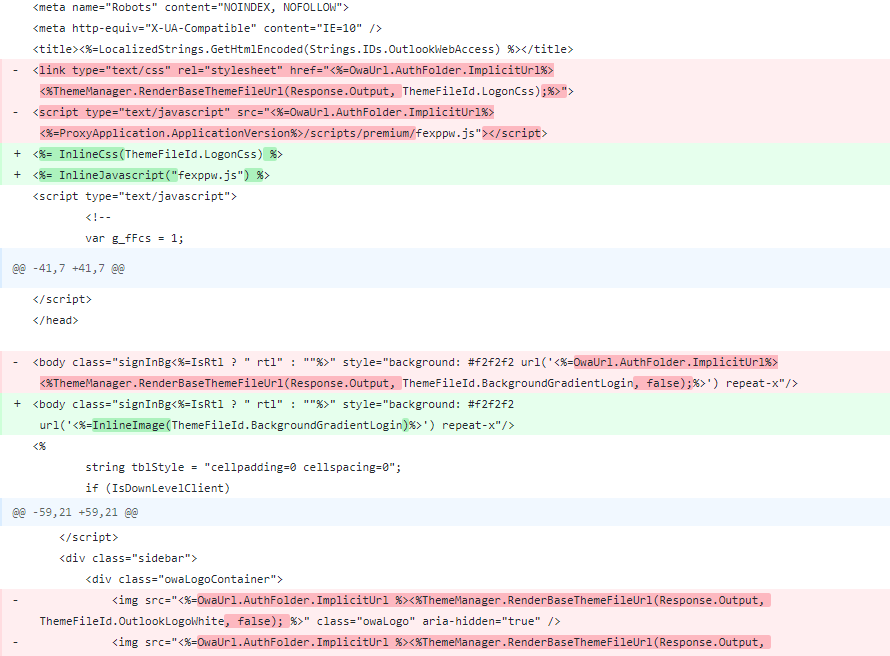 <meta name="Robots" content="NOINDEX, NOFOLLOW">
<meta http-equiv="X-UA-Compatible" content="IE=10" />
<title><%=LocalizedStrings.GetHtmlEncoded(Strings.IDs.OutlookWebAccess) %></title>
- <link type="text/css" rel="stylesheet" href="<%=OwaUrl.AuthFolder.ImplicitUrl%>
<%ThemeManager.RenderBaseThemeFileUrl(Response.Output, ThemeFileId.LogonCss);%>">
- <script type="text/javascript" src="<%=OwaUrl.AuthFolder.ImplicitUrl%>
<%=ProxyApplication.ApplicationVersion%>/scripts/premium/fexppw.js"></script>
+ <%= InlineCss(ThemeFileId.LogonCss) %>
+ <%= InlineJavascript("fexppw.js") %>
<script type="text/javascript">
<!--
var g_fFcs = 1;
@@ -41,7 +41,7 @@
</script>
</head>
- <body class="signInBg<%=IsRtl ? " rtl" : ""%>" style="background: #f2f2f2 url('<%=OwaUrl.AuthFolder.ImplicitUrl%>
<%ThemeManager.RenderBaseThemeFileUrl(Response.Output, ThemeFileId.BackgroundGradientLogin, false);%>') repeat-x"/>
+ <body class="signInBg<%=IsRtl ? " rtl" : ""%>" style="background: #f2f2f2
url('<%=InlineImage(ThemeFileId.BackgroundGradientLogin)%>') repeat-x"/>
<%
string tblStyle = "cellpadding=0 cellspacing=0";
if (IsDownLevelClient)
@@ -59,21 +59,21 @@
</script>
<div class="sidebar">
<div class="owaLogoContainer">
- <img src="<%=OwaUrl.AuthFolder.ImplicitUrl %><%ThemeManager.RenderBaseThemeFileUrl(Response.Output,
ThemeFileId.OutlookLogoWhite, false); %>" class="owaLogo" aria-hidden="true" />
- <img src="<%=OwaUrl.AuthFolder.ImplicitUrl %><%ThemeManager.RenderBaseThemeFileUrl(Response.Output,